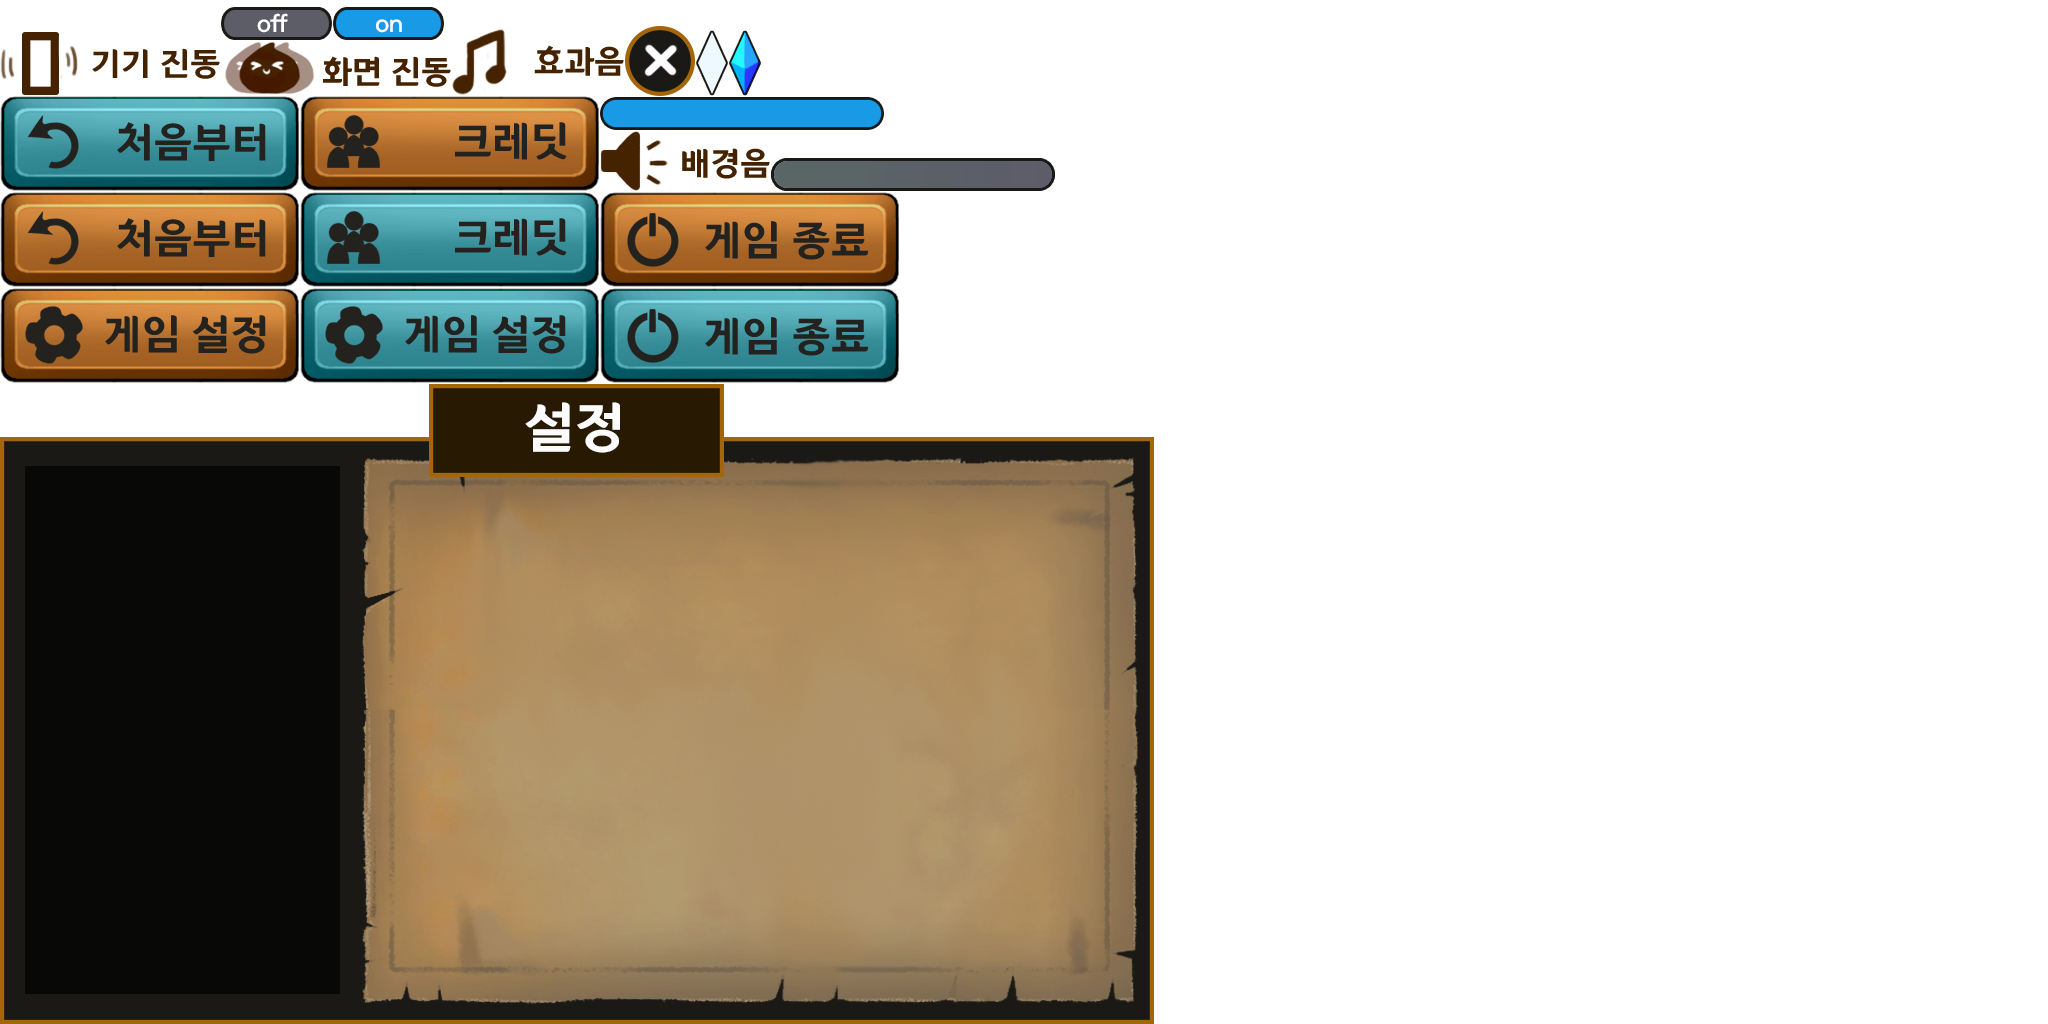 off on
기기 진동 화면 진동 효과음
처음부터 크레딧
배경음
처음부터 크레딧 게임 종료
게임 설정 게임 설정 게임 종료
설정